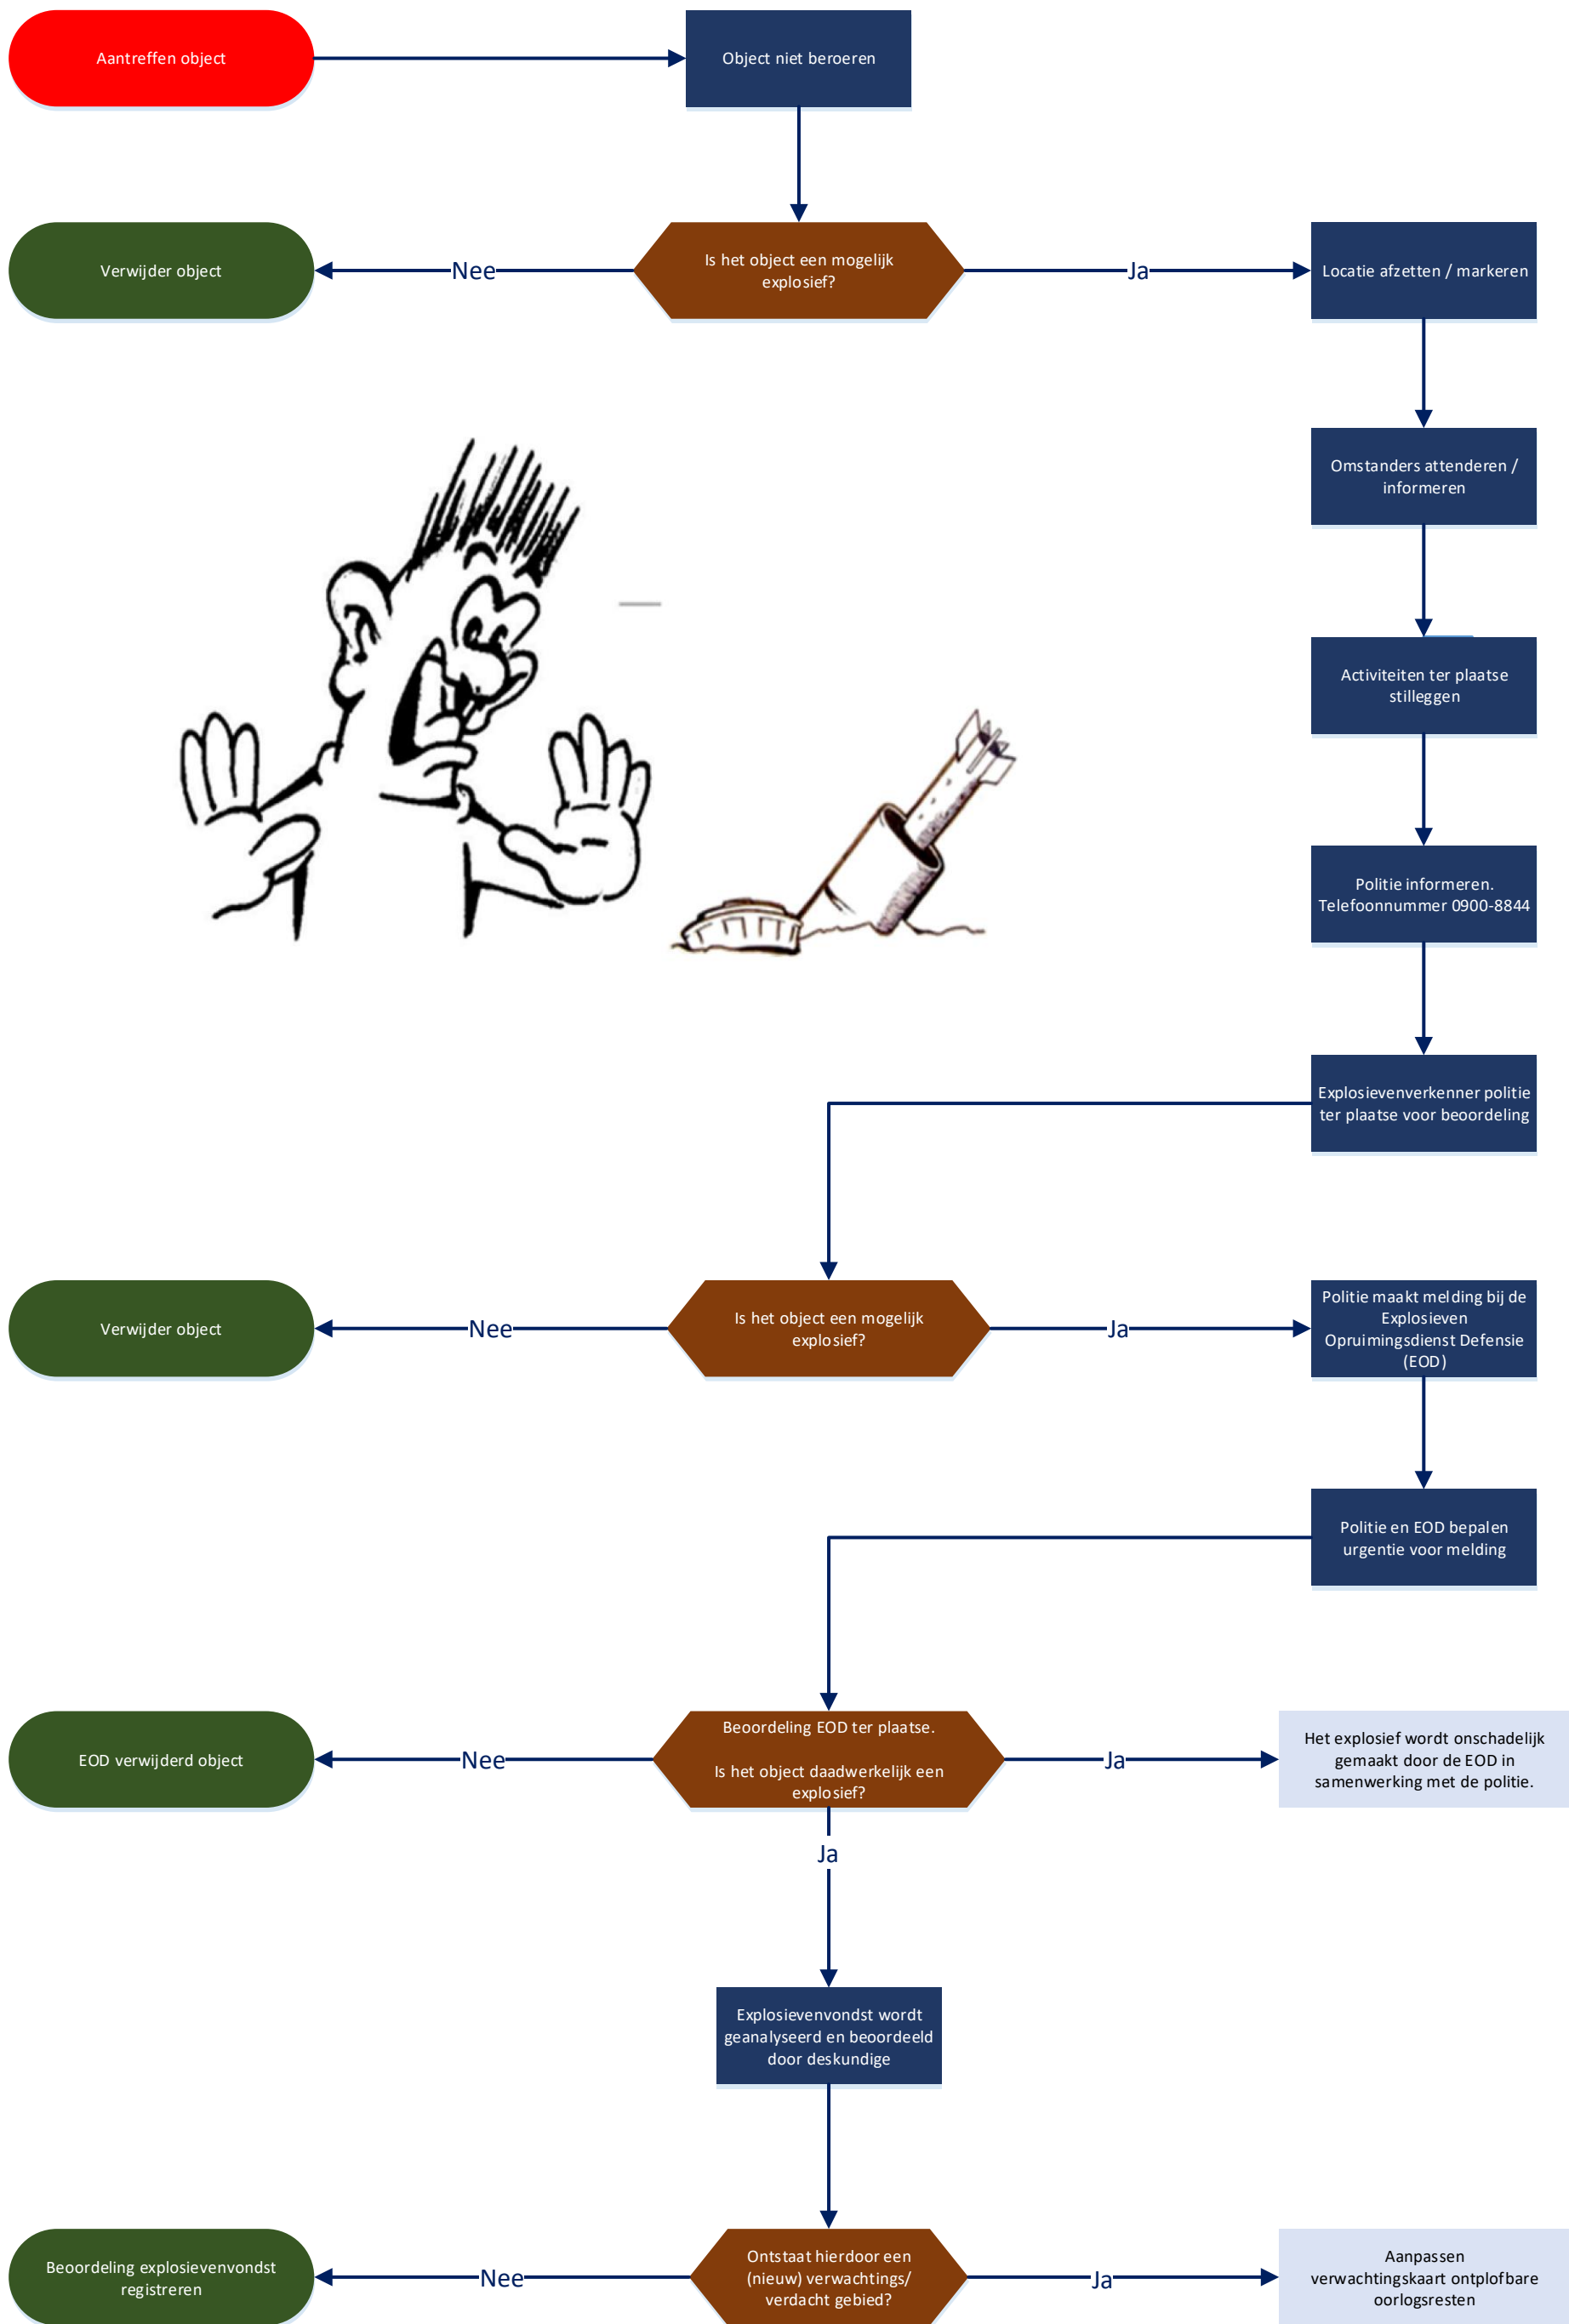 Aantreffen object
Object niet beroeren
Verwijder object
Nee
Is het object een mogelijk
explosief?
Ja
Locatie afzetten / markeren
Omstanders attenderen /
informeren
Activiteiten ter plaatse
stilleggen
Politie informeren.
Telefoonnummer 0900-8844
Explosievenverkenner politie
ter plaatse voor beoordeling
Verwijder object
Nee
Is het object een mogelijk
explosief?
Ja
Politie maakt melding bij de
Explosieven
Opruimingsdienst Defensie
(EOD)
Politie en EOD bepalen
urgentie voor melding
EOD verwijderd object
Nee
Beoordeling EOD ter plaatse.
Is het object daadwerkelijk een
explosief?
Ja
Het explosief wordt onschadelijk
gemaakt door de EOD in
samenwerking met de politie.
Ja
Explosievenvondst wordt
geanalyseerd en beoordeeld
door deskundige
Beoordeling explosievenvondst
registreren
Nee
Ontstaat hierdoor een
(nieuw) verwachtings/
verdacht gebied?
Ja
Aanpassen
verwachtingskaart ontplofbare
oorlogsresten